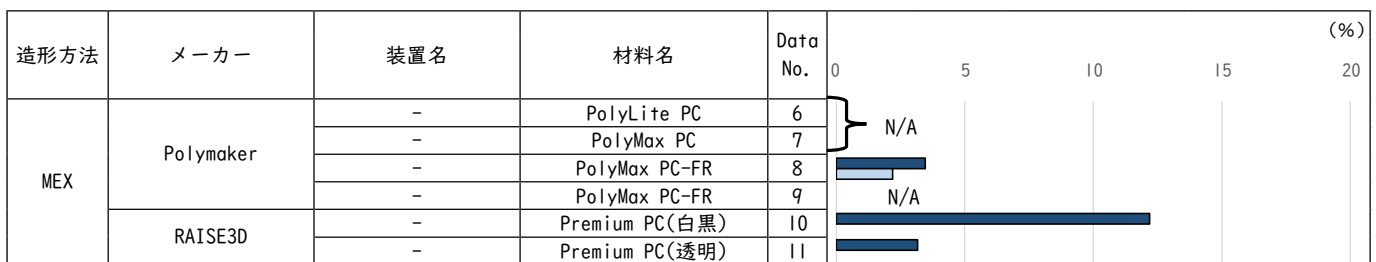 造形方法 メーカー 装置名 材料名 Data No. (%)
0 5 10 15 20
MEX Polymaker - PolyLite PC 6 N/A
- PolyMax PC 7
- PolyMax PC-FR 8
- PolyMax PC-FR 9 N/A
RAISE3D - Premium PC(白黒) 10
- Premium PC(透明) 11